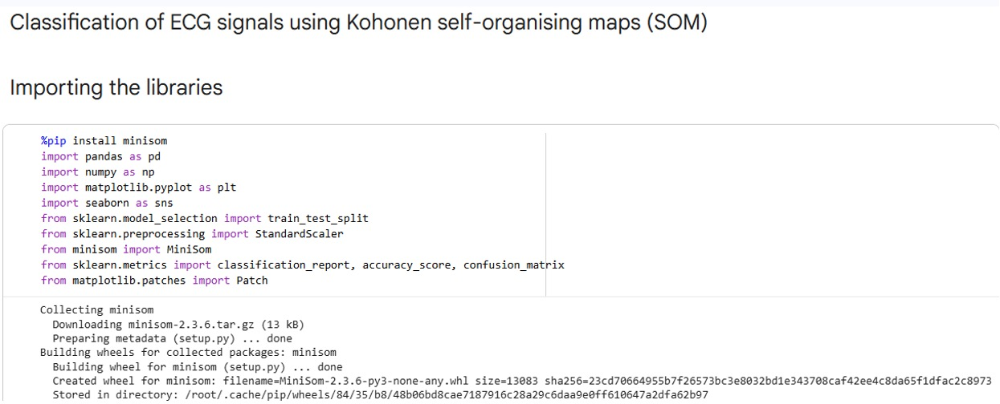 Classification of ECG signals using Kohonen self-organising maps (SOM)
Importing the libraries
%pip install minisom
import pandas as pd
import numpy as np
import matplotlib.pyplot as plt
import seaborn as sns
from sklearn.model_selection import train_test_split
from sklearn.preprocessing import StandardScaler
from minisom import MiniSom
from sklearn.metrics import classification_report, accuracy_score, confusion_matrix
from matplotlib.patches import Patch
Collecting minisom
Downloading minisom-2.3.6.tar.gz (13 kB)
Preparing metadata (setup.py) ... done
Building wheels for collected packages: minisom
Building wheel for minisom (setup.py) ... done
Created wheel for minisom: filename=MiniSom-2.3.6-py3-none-any.whl size=13083 sha256=23cd70664955b7f26573bc3e8032bd1e343708caf42ee4c8da65f1dfac2c8973
Stored in directory: /root/.cache/pip/wheels/84/35/b8/48b06bd8cae7187916c28a29c6daa9e0ff610647a2dfa62b97